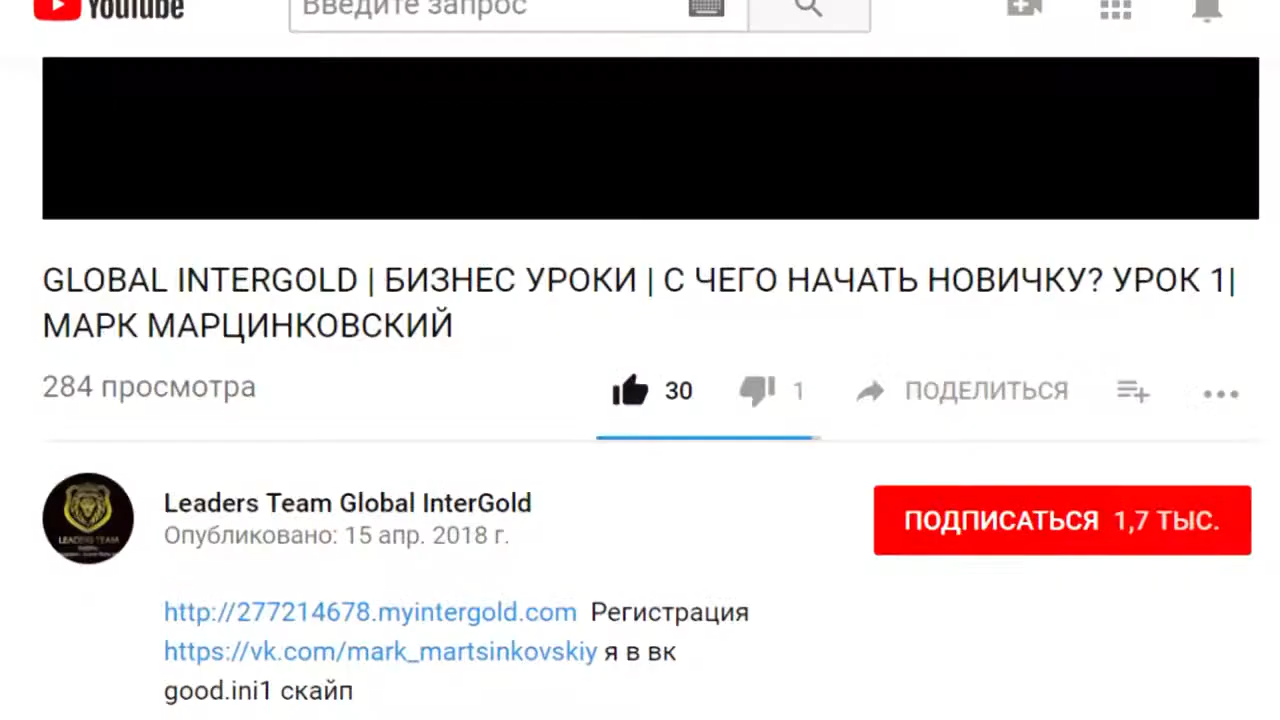 YouTube
Введите запрос
GLOBAL INTERGOLD | БИЗНЕС УРОКИ | С ЧЕГО НАЧАТЬ НОВИЧКУ? УРОК 1|
МАРК МАРЦИНКОВСКИЙ
284 просмотра
30 1 ПОДЕЛИТЬСЯ
Leaders Team Global InterGold
Опубликовано: 15 апр. 2018 г.
ПОДПИСАТЬСЯ 1,7 ТЫС.
LEADERS TEAM
http://277214678.myintergold.com Регистрация
https://vk.com/mark_martsinkovskiy я в вк
good.ini1 скайп